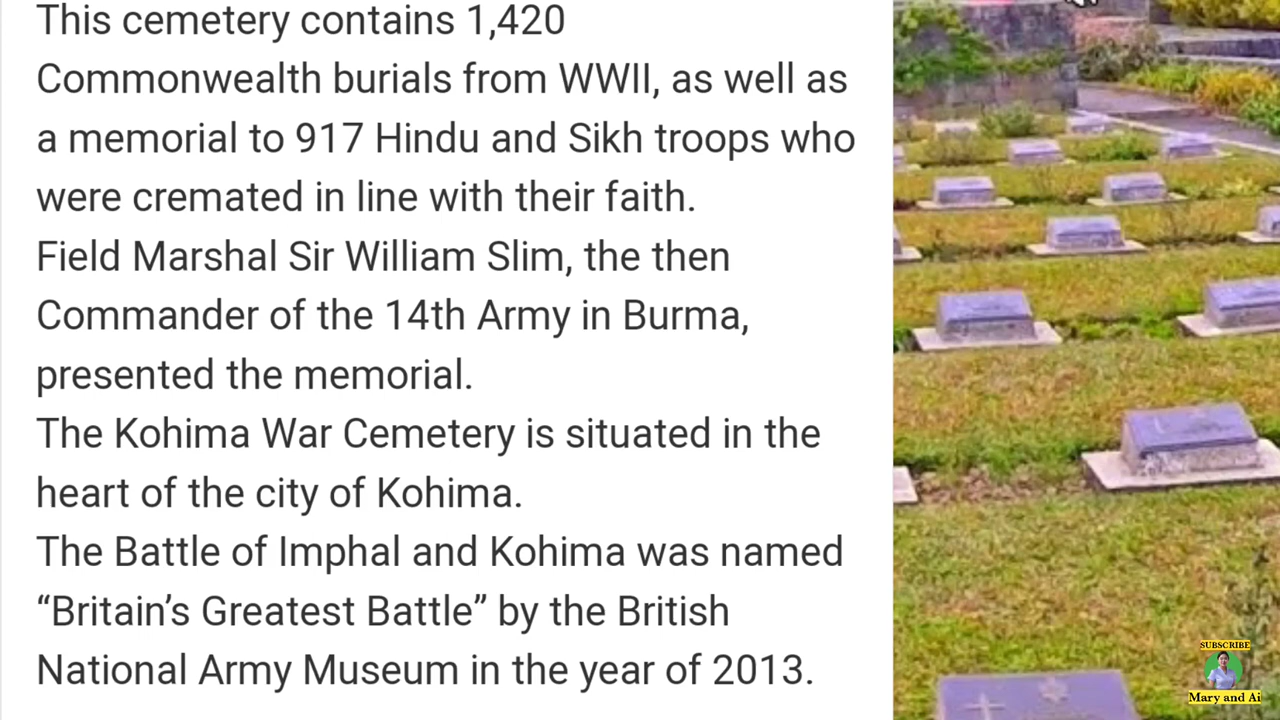 This cemetery contains 1,420
Commonwealth burials from WWII, as well as
a memorial to 917 Hindu and Sikh troops who
were cremated in line with their faith.
Field Marshal Sir William Slim, the then
Commander of the 14th Army in Burma,
presented the memorial.
The Kohima War Cemetery is situated in the
heart of the city of Kohima.
The Battle of Imphal and Kohima was named
“Britain’s Greatest Battle” by the British
National Army Museum in the year of 2013.
SUBSCRIBE
Mary and Ai